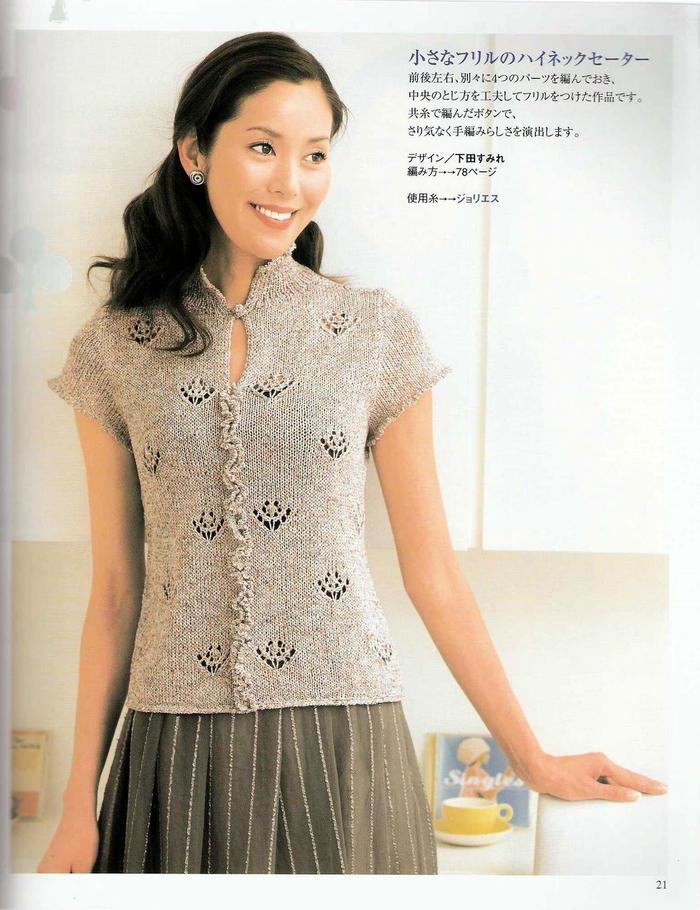 小さなフリルのハイネックセーター
前後左右、別々に4つのパーツを編んでおき、
中央のとじ方を工夫してフリルをつけた作品です。
共糸で編んだボタンで、
さり気なく手編みらしさを演出します。
デザイン／下田すみれ
編み方→→78ページ
使用糸→→ジョリエス
Singles
21